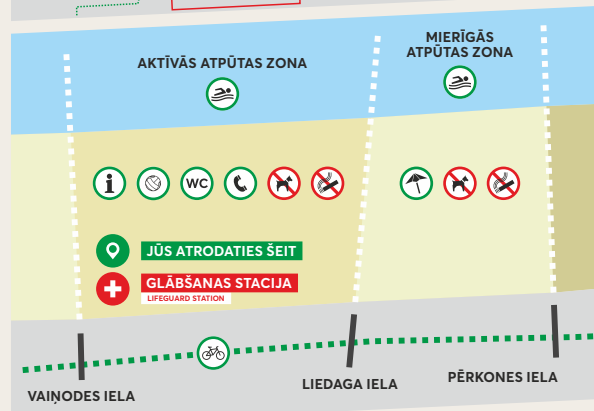 AKTĪVĀS ATPŪTAS ZONA
MIERĪGĀS
ATPŪTAS ZONA
WC
JŪS ATRODATIES ŠEIT
GLĀBŠANAS STACIJA
LIFEGUARD STATION
VAIŅODES IELA
LIEDAGA IELA
PĒRKONES IELA